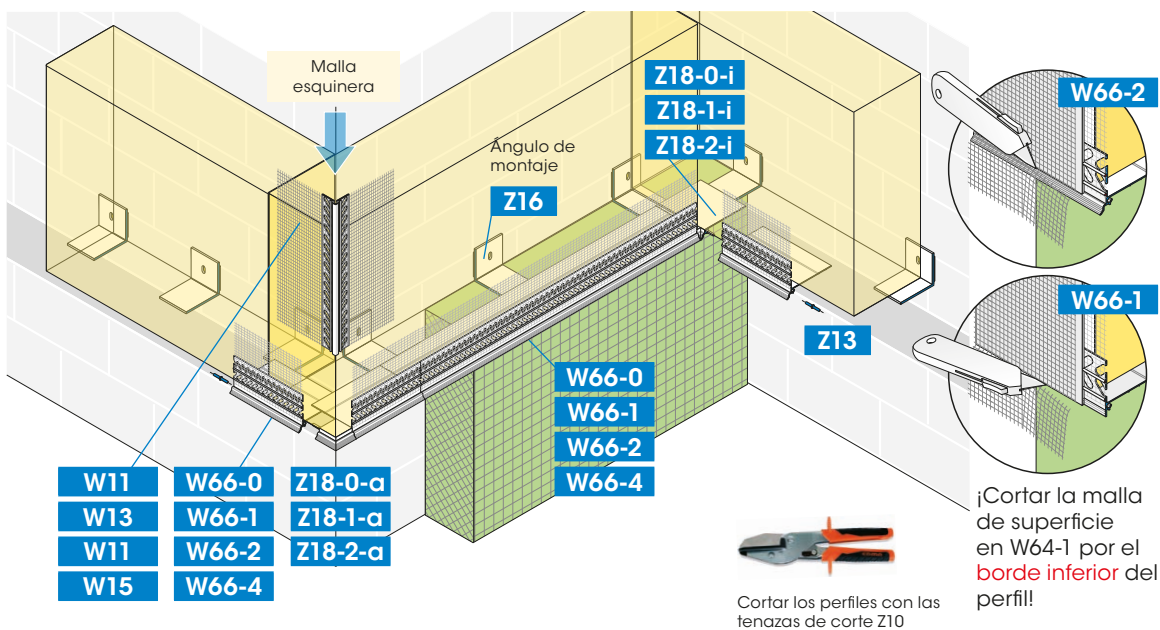 Malla
esquinera
Ángulo de
montaje
Z16
Z18-0-i
Z18-1-i
Z18-2-i
W66-2
W66-1
Z13
W66-0
W66-1
W66-2
W66-4
W11
W13
W11
W15
W66-0
W66-1
W66-2
W66-4
Z18-0-a
Z18-1-a
Z18-2-a
Cortar los perfiles con las
tenazas de corte Z10
¡Cortar la malla
de superficie
en W64-1 por el
borde inferior del
perfil!